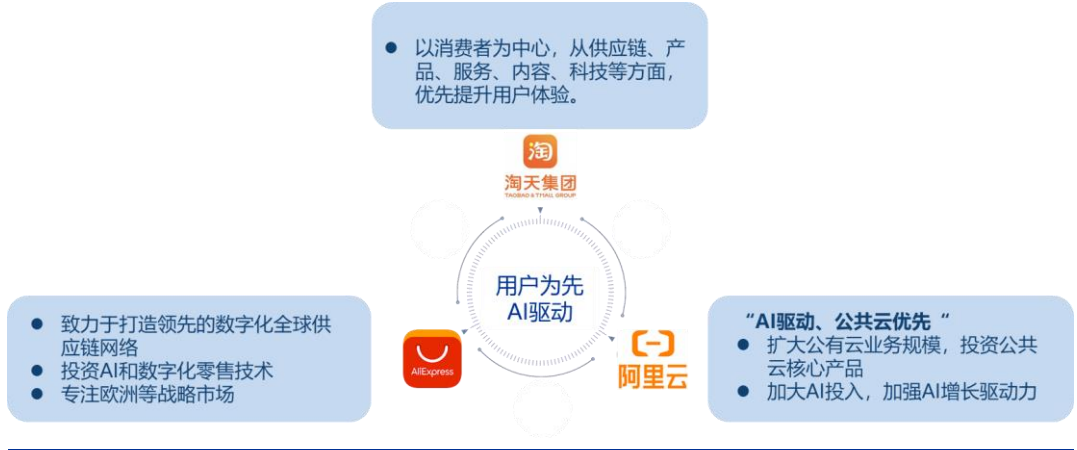 ● 以消费者为中心，从供应链、产
品、服务、内容、科技等方面，
优先提升用户体验。
淘
淘天集团
TAOBAO & TMALL GROUP
用户为先
AI驱动
● 致力于打造领先的数字化全球供
应链网络
● 投资AI和数字化零售技术
● 专注欧洲等战略市场
AliExpress
阿里云
“AI驱动、公共云优先 “
● 扩大公有云业务规模，投资公共
云核心产品
● 加大AI投入，加强AI增长驱动力